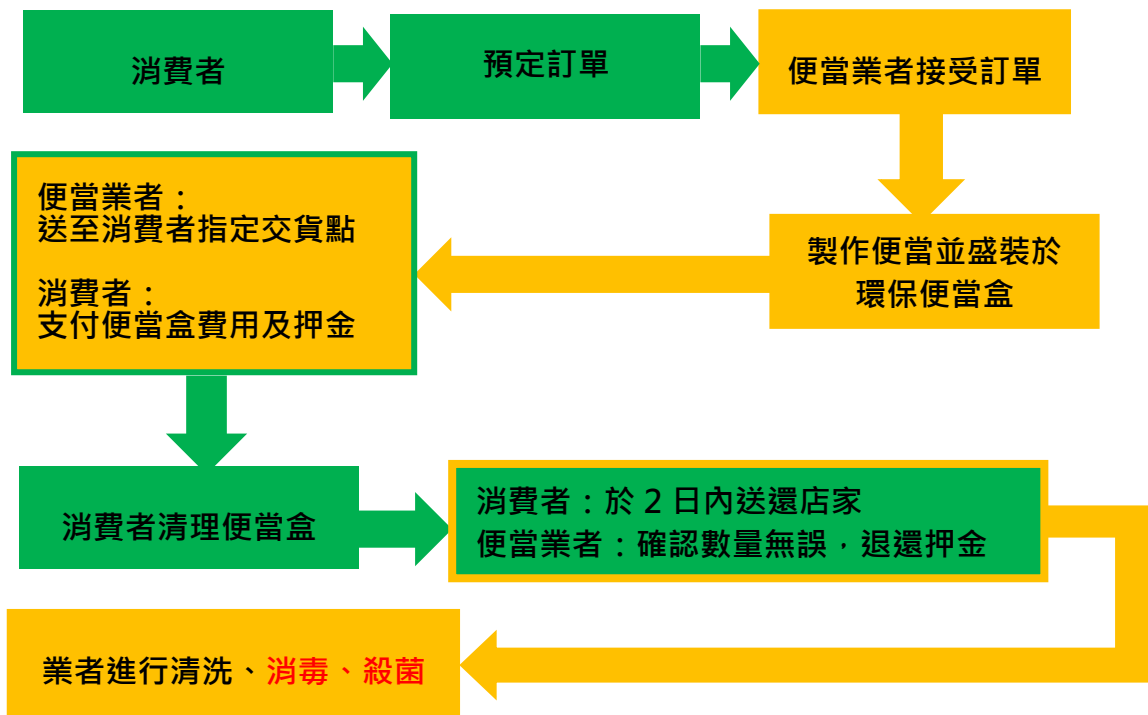 消費者
預定訂單
便當業者接受訂單
製作便當並盛裝於
環保便當盒
便當業者：
送至消費者指定交貨點
消費者：
支付便當盒費用及押金
消費者清理便當盒
消費者：於 2 日內送還店家
便當業者：確認數量無誤，退還押金
業者進行清洗、消毒、殺菌